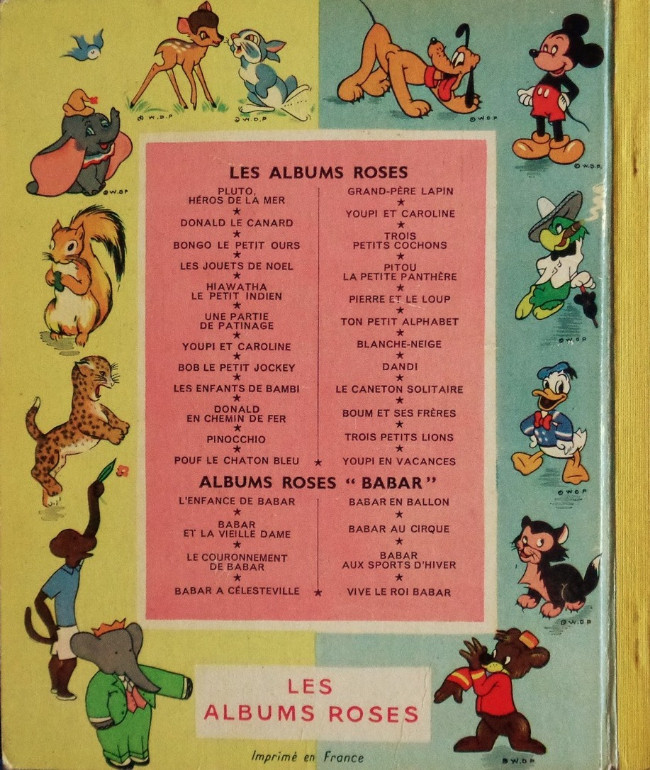 LES ALBUMS ROSES
PLUTO,
HÉROS DE LA MER
★
DONALD LE CANARD
★
BONGO LE PETIT OURS
★
LES JOUETS DE NOEL
★
HIAWATHA
LE PETIT INDIEN
★
UNE PARTIE
DE PATINAGE
★
YOUPI ET CAROLINE
★
BOB LE PETIT JOCKEY
★
LES ENFANTS DE BAMBI
★
DONALD
EN CHEMIN DE FER
★
PINOCCHIO
★
POUF LE CHATON BLEU
★
GRAND-PÈRE LAPIN
★
YOUPI ET CAROLINE
★
TROIS
PETITS COCHONS
★
PITOU
LA PETITE PANTHÈRE
★
PIERRE ET LE LOUP
★
TON PETIT ALPHABET
★
BLANCHE-NEIGE
★
DANDI
★
LE CANETON SOLITAIRE
★
BOUM ET SES FRÈRES
★
TROIS PETITS LIONS
★
YOUPI EN VACANCES
ALBUMS ROSES "BABAR"
L'ENFANCE DE BABAR
★
BABAR
ET LA VIEILLE DAME
★
LE COURONNEMENT
DE BABAR
★
BABAR A CÉLESTEVILLE
★
BABAR EN BALLON
★
BABAR AU CIRQUE
★
BABAR
AUX SPORTS D'HIVER
★
VIVE LE ROI BABAR
LES
ALBUMS ROSES
Imprimé en France
© W.D.P
© W.D.P
© W.D.P
© W.D.P
© W.D.P
© W.D.P
© W.D.P
© W.D.P
© W.D.P